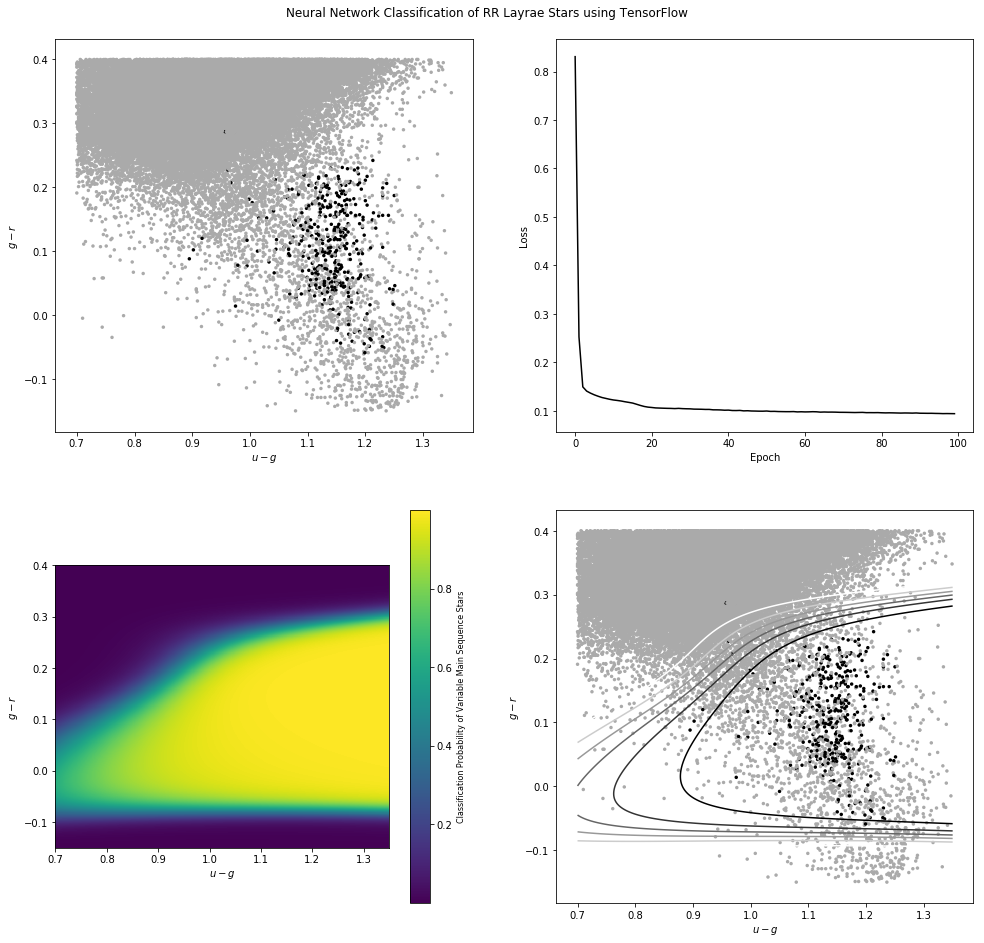 Neural Network Classification of RR Layrae Stars using TensorFlow
0.4
0.3
0.2
0.1
0.0
−0.1
g − r
0.7 0.8 0.9 1.0 1.1 1.2 1.3
u − g
0.8
0.7
0.6
0.5
0.4
0.3
0.2
0.1
Loss
0 20 40 60 80 100
Epoch
0.4
0.3
0.2
0.1
0.0
−0.1
g − r
0.7 0.8 0.9 1.0 1.1 1.2 1.3
u − g
0.8
0.6
0.4
0.2
Classification Probability of Variable Main Sequence Stars
0.4
0.3
0.2
0.1
0.0
−0.1
g − r
0.7 0.8 0.9 1.0 1.1 1.2 1.3
u − g